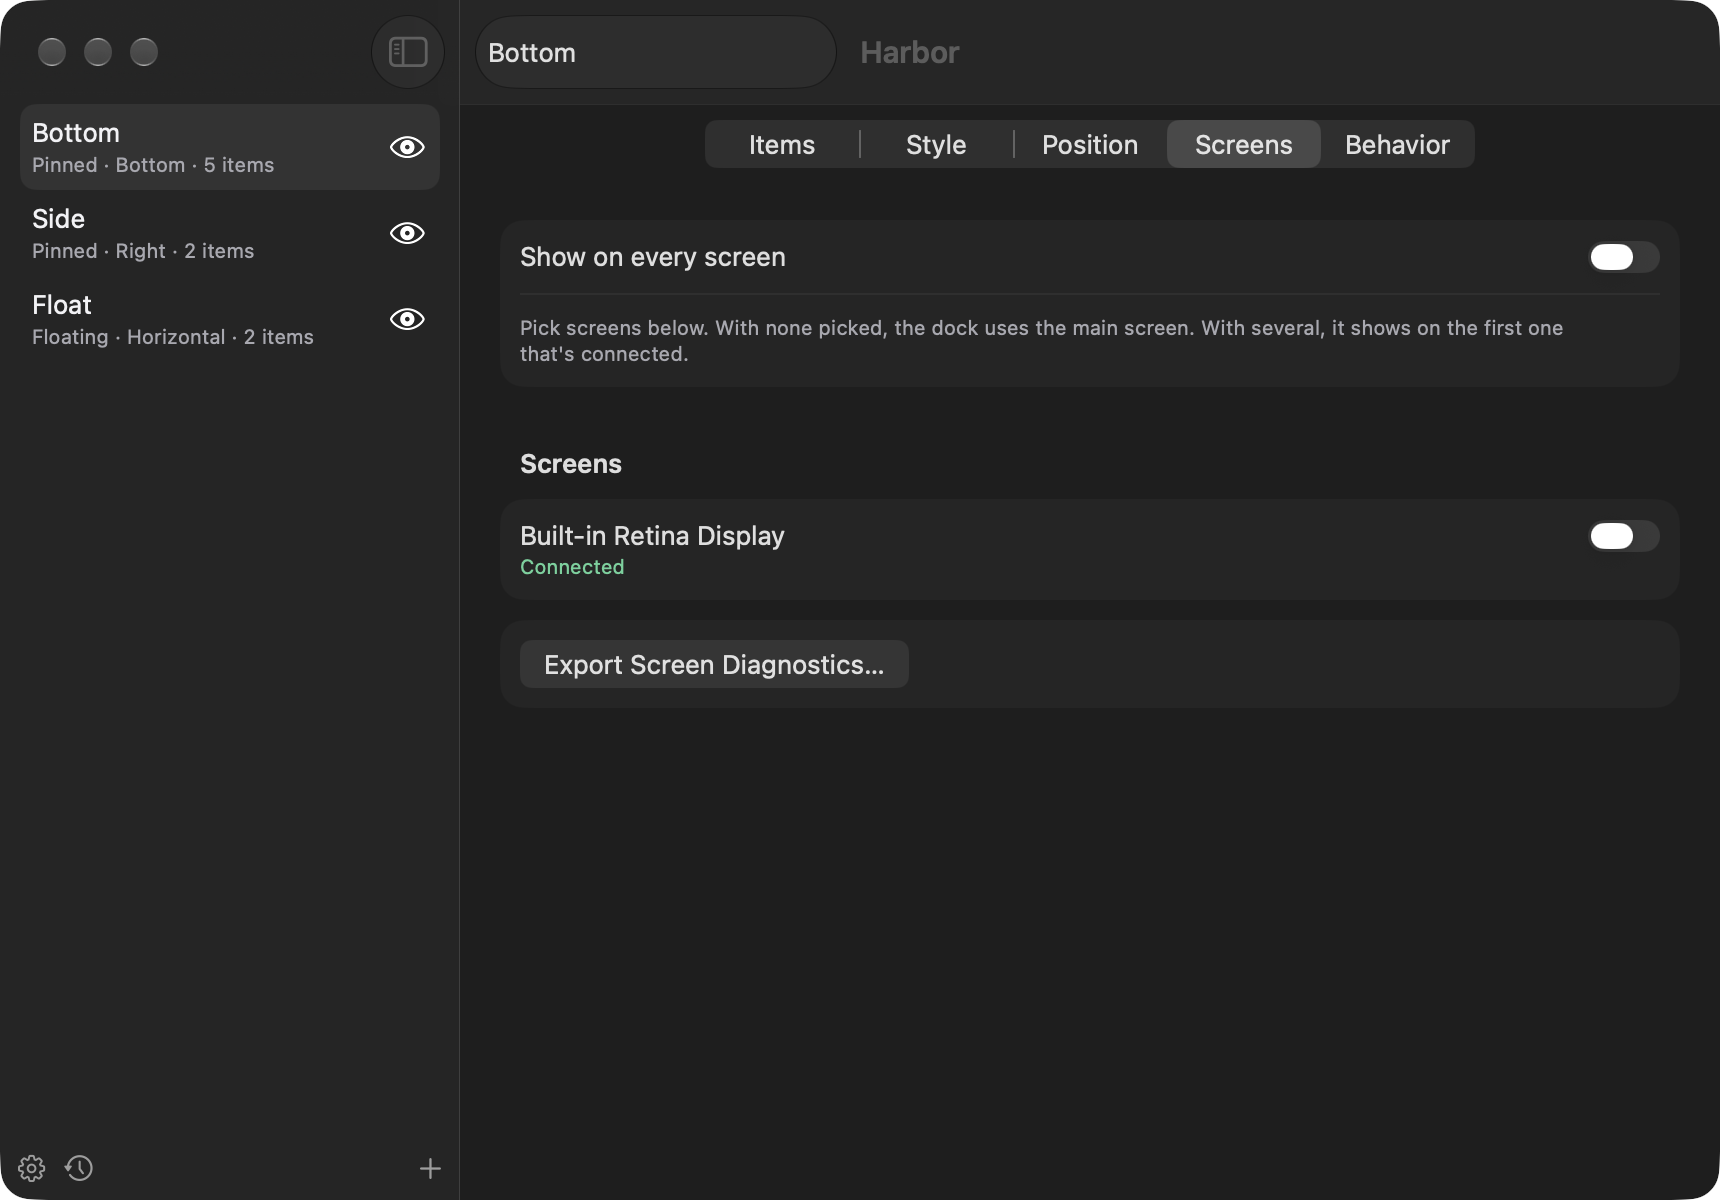 Bottom
Harbor
Bottom
Pinned · Bottom · 5 items
Side
Pinned · Right · 2 items
Float
Floating · Horizontal · 2 items
Items
Style
Position
Screens
Behavior
Show on every screen
Pick screens below. With none picked, the dock uses the main screen. With several, it shows on the first one
that's connected.
Screens
Built-in Retina Display
Connected
Export Screen Diagnostics...